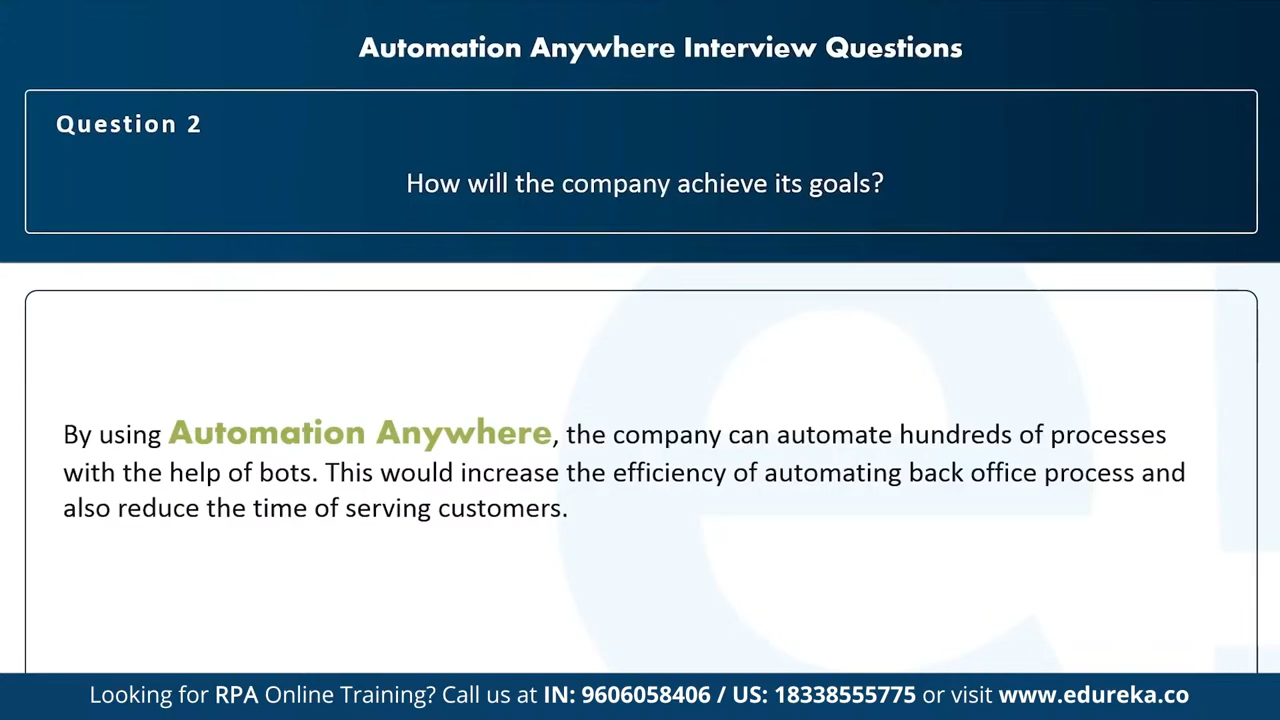 Automation Anywhere Interview Questions
Question 2
How will the company achieve its goals?
By using Automation Anywhere, the company can automate hundreds of processes
with the help of bots. This would increase the efficiency of automating back office process and
also reduce the time of serving customers.
Looking for RPA Online Training? Call us at IN: 9606058406 / US: 18338555775 or visit www.edureka.co